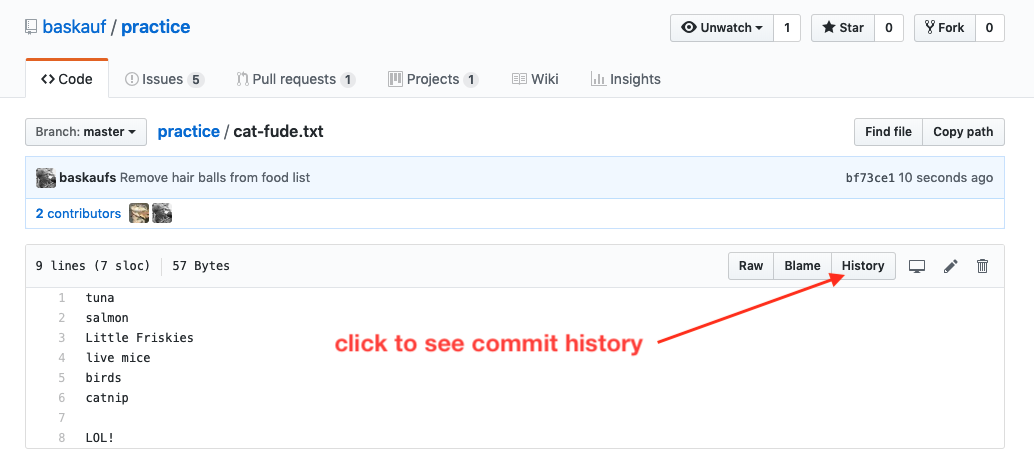 baskauf / practice
Unwatch 1 Star 0 Fork 0
Code Issues 5 Pull requests 1 Projects 1 Wiki Insights
Branch: master practice / cat-fude.txt Find file Copy path
baskaufs Remove hair balls from food list bf73ce1 10 seconds ago
2 contributors
9 lines (7 sloc) 57 Bytes Raw Blame History
1 tuna
2 salmon
3 Little Friskies
click to see commit history
4 live mice
5 birds
6 catnip
7
8 LOL!